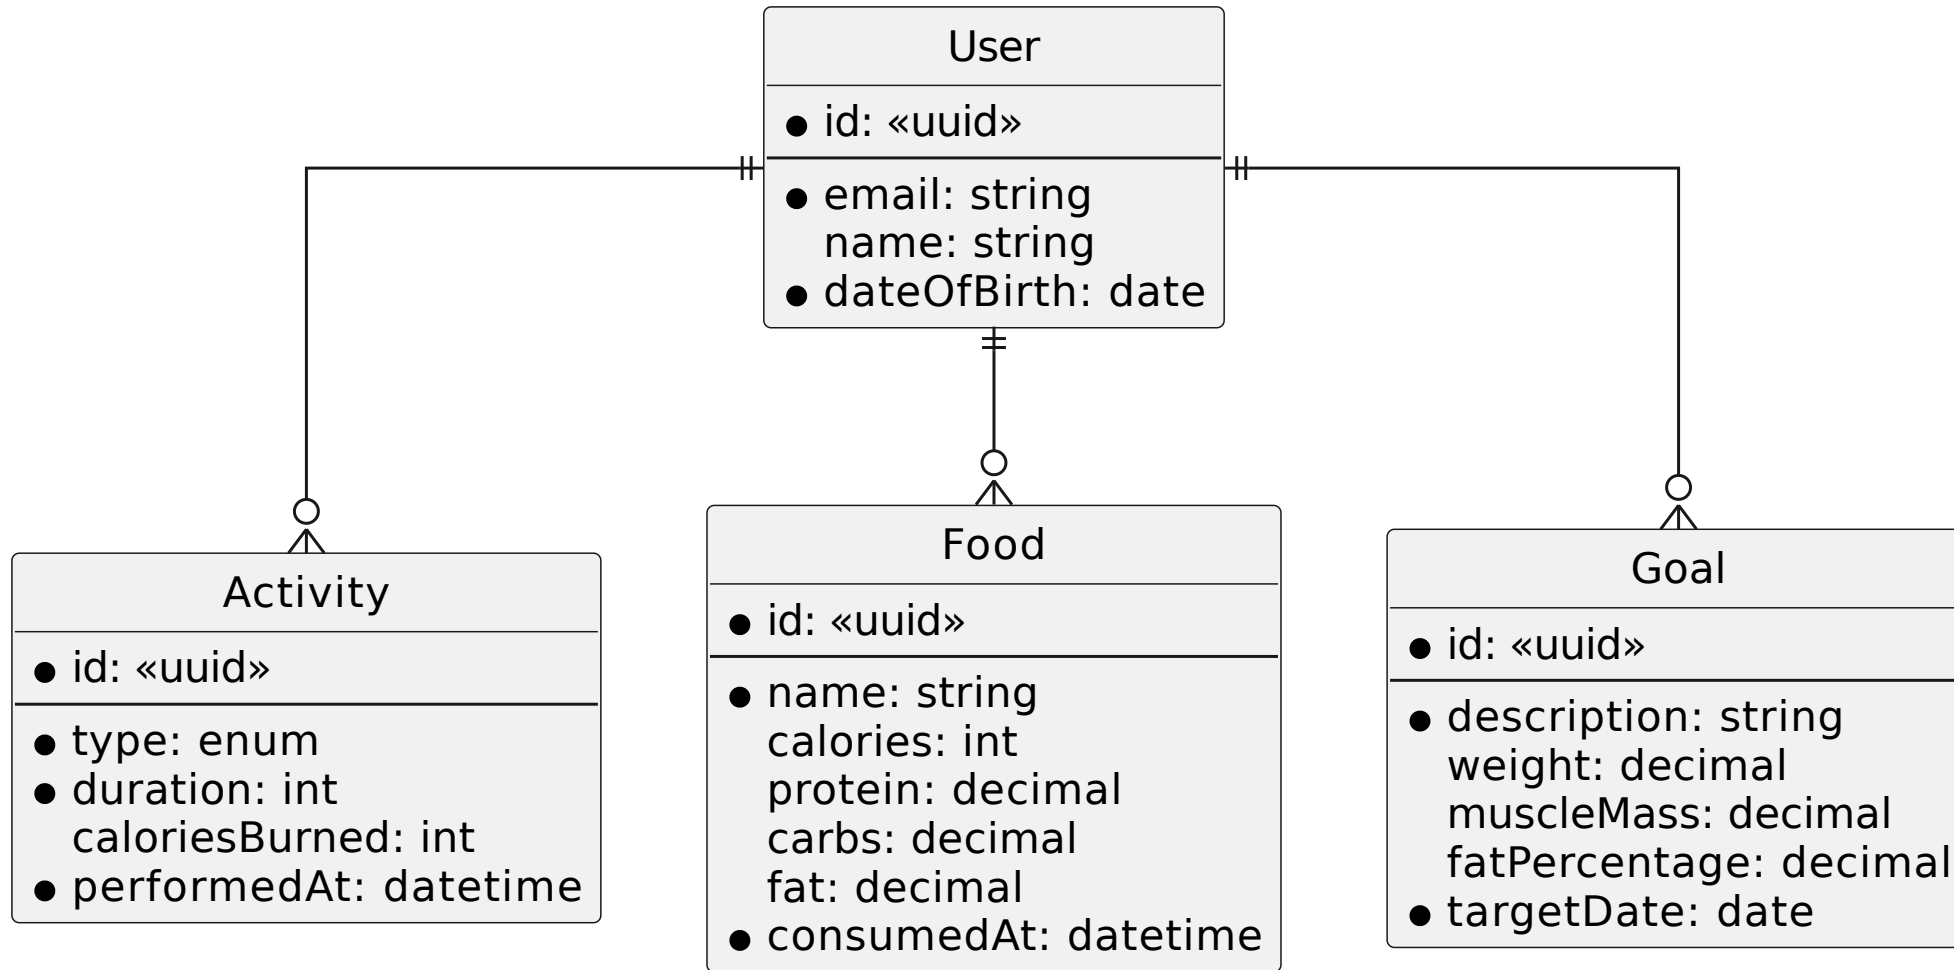 User
id: «uuid»
email: string
name: string
dateOfBirth: date
Activity
id: «uuid»
type: enum
duration: int
caloriesBurned: int
performedAt: datetime
Food
id: «uuid»
name: string
calories: int
protein: decimal
carbs: decimal
fat: decimal
consumedAt: datetime
Goal
id: «uuid»
description: string
weight: decimal
muscleMass: decimal
fatPercentage: decimal
targetDate: date